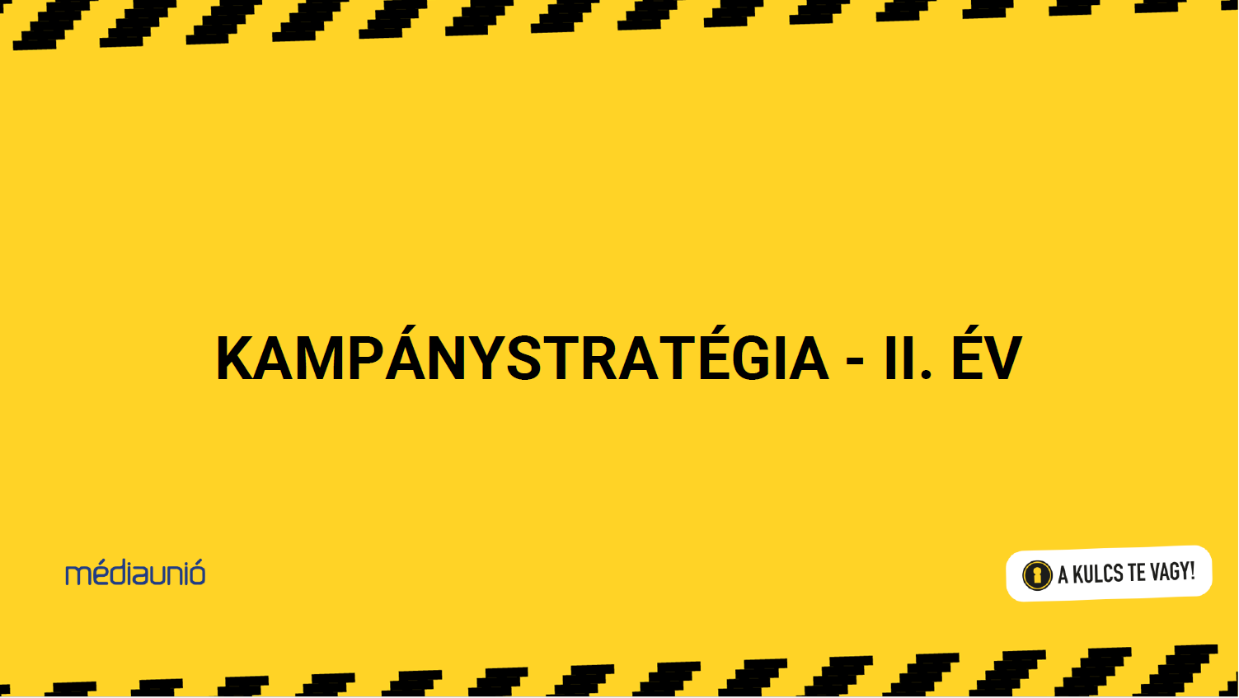 KAMPÁNYSTRATÉGIA - II. ÉV
médiaunió
A KULCS TE VAGY!